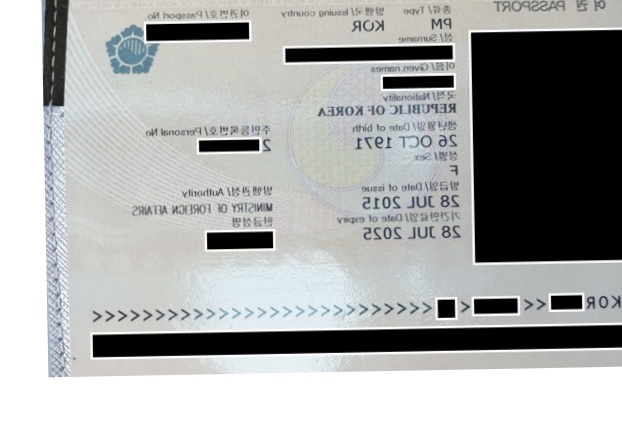 여 권 PASSPORT
종류/Type 발행국/Issuing country 여권번호/Passport No
PM KOR
성/Surname
이름/Given names
국적/Nationality
REPUBLIC OF KOREA
생년월일/Date of birth 주민등록번호/Personal No
26 OCT 1971 2
성별/Sex
F
발급일/Date of issue 발행관청/Authority
28 JUL 2015 MINISTRY OF FOREIGN AFFAIRS
기간만료일/Date of expiry 한글성명
28 JUL 2025
KOR << < <<<<<<<<<<<<<<<<<<<<<<<<<<<<<<<<<<<